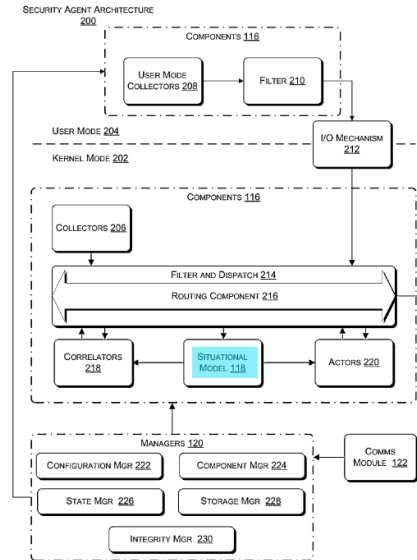 SECURITY AGENT ARCHITECTURE
200
COMPONENTS 116
USER MODE
COLLECTORS 208
FILTER 210
USER MODE 204
I/O MECHANISM
212
KERNEL MODE 202
COMPONENTS 116
COLLECTORS 206
FILTER AND DISPATCH 214
ROUTING COMPONENT 216
CORRELATORS
218
SITUATIONAL
MODEL 118
ACTORS 220
MANAGERS 120
CONFIGURATION MGR 222
COMPONENT MGR 224
COMMS
MODULE 122
STATE MGR 226
STORAGE MGR 228
INTEGRITY MGR 230